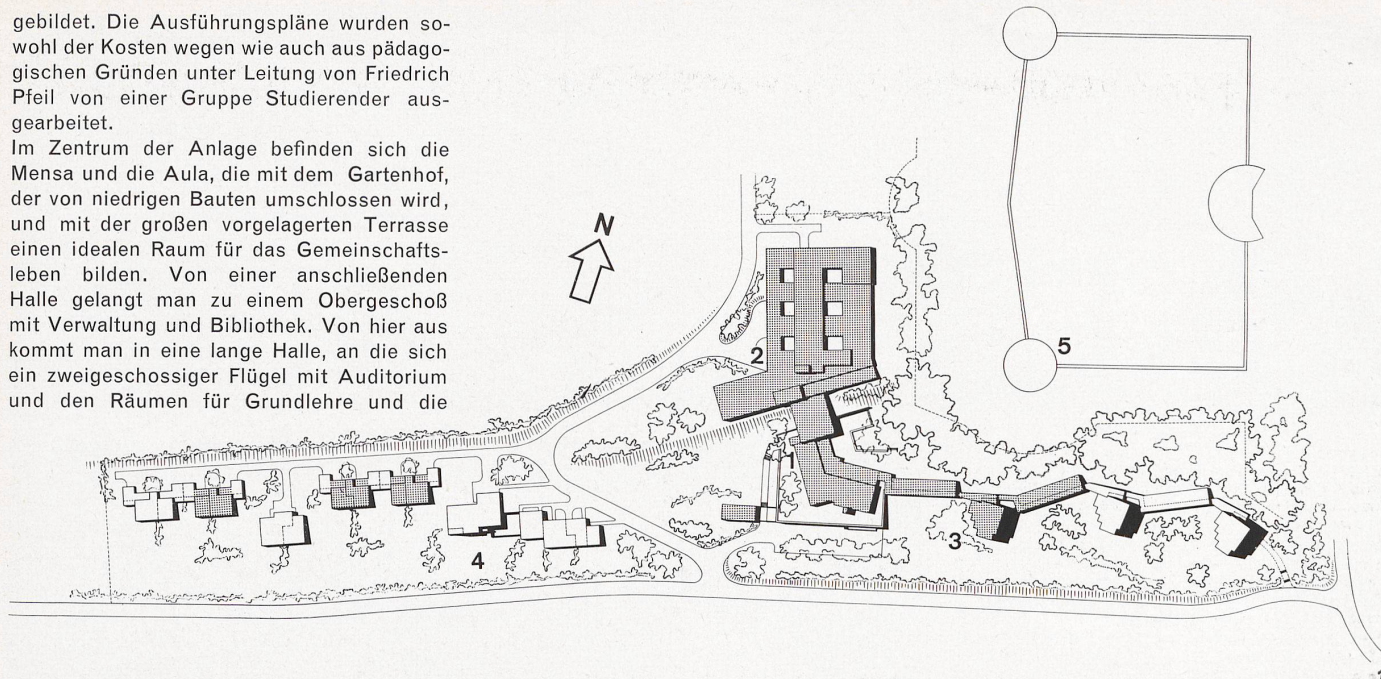 gebildet. Die Ausführungspläne wurden so-
wohl der Kosten wegen wie auch aus pädago-
gischen Gründen unter Leitung von Friedrich
Pfeil von einer Gruppe Studierender aus-
gearbeitet.
Im Zentrum der Anlage befinden sich die
Mensa und die Aula, die mit dem Gartenhof,
der von niedrigen Bauten umschlossen wird,
und mit der großen vorgelagerten Terrasse
einen idealen Raum für das Gemeinschafts-
leben bilden. Von einer anschließenden
Halle gelangt man zu einem Obergeschoß
mit Verwaltung und Bibliothek. Von hier aus
kommt man in eine lange Halle, an die sich
ein zweigeschossiger Flügel mit Auditorium
und den Räumen für Grundlehre und die
N
5
2
1
3
4